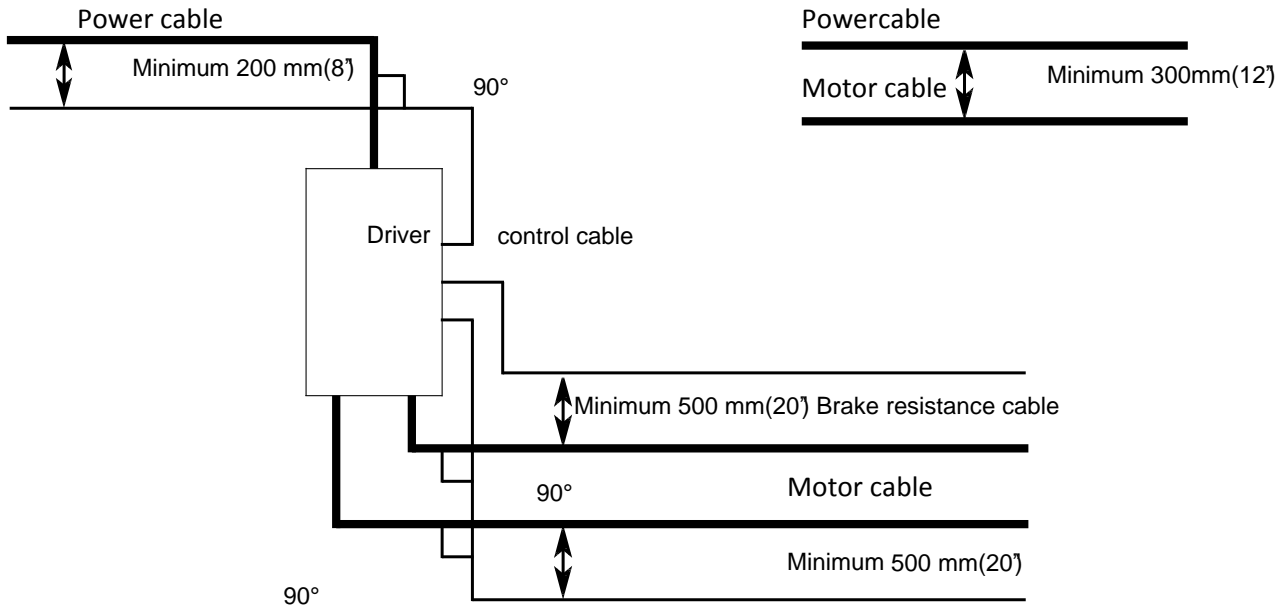 Power cable
Powercable
Minimum 200 mm(8”)
90°
Minimum 300mm(12”)
Motor cable
Driver
control cable
Minimum 500 mm(20”) Brake resistance cable
90°
Motor cable
Minimum 500 mm(20”)
90°